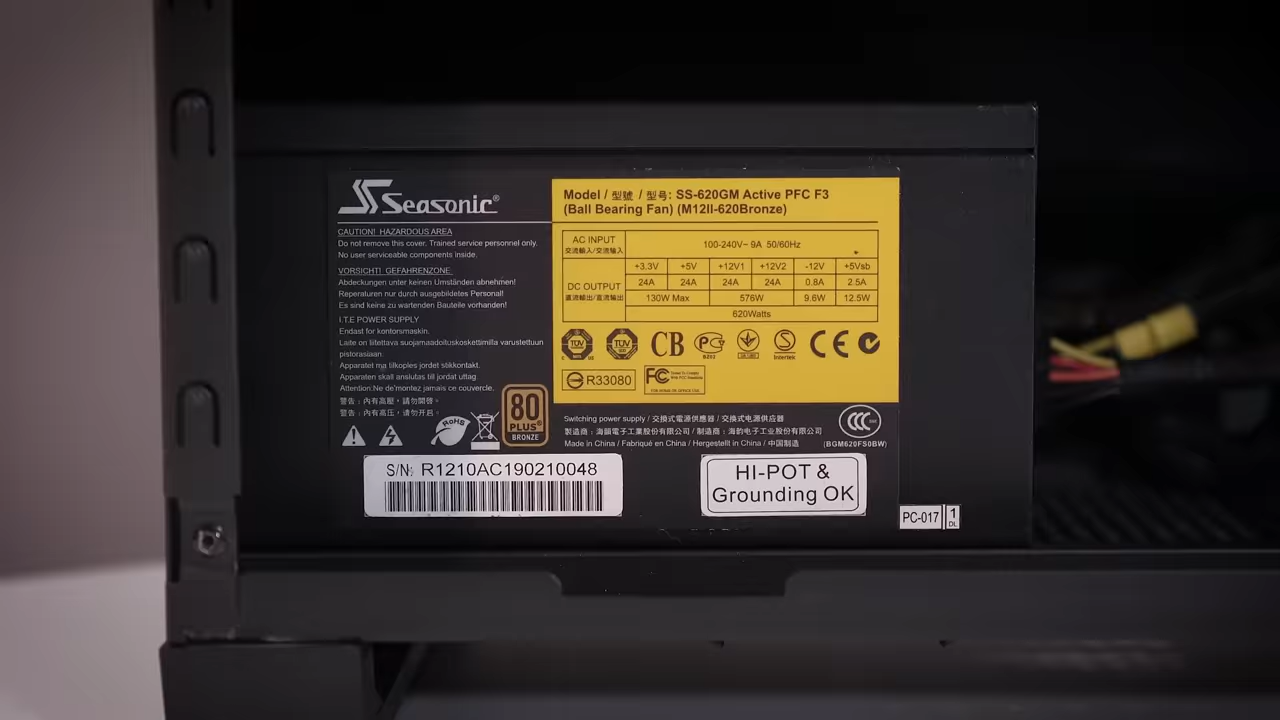 Seasonic®
CAUTION! HAZARDOUS AREA
Do not remove this cover. Trained service personnel only.
No user serviceable components inside.
VORSICHT! GEFAHRENZONE:
Abdeckungen unter keinen Umständen abnehmen!
Reperaturen nur durch ausgebildetes Personal!
Es sind keine zu wartenden Bauteile vorhanden!
I.T.E POWER SUPPLY
Endast for kontorsmaskin.
Laite on liitettava suojamaadoituskoskettimilla varustettuun
pistorasiaan.
Apparatet ma tilkoples jordet stikkontakt.
Apparaten skall anslutas till jordat uttag
Attention:Ne de'montez jamais ce couvercle.
警告：內有高壓，請勿開啓。
警告：内有高压，请勿开启。
RoHS
80
PLUS®
BRONZE
Model / 型號 / 型号: SS-620GM Active PFC F3
(Ball Bearing Fan) (M12II-620Bronze)
AC INPUT 100-240V~ 9A 50/60Hz
交流輸入/交流输入
DC OUTPUT
直流輸出/直流输出
+3.3V +5V +12V1 +12V2 -12V +5Vsb
24A 24A 24A 24A 0.8A 2.5A
130W Max 576W 9.6W 12.5W
620Watts
TÜV TÜV CB PC Intertek CE
R33080 FC
Switching power supply / 交換式電源供應器 / 交换式电源供应器
製造商：海韻電子工業股份有限公司 / 制造商：海韵电子工业股份有限公司
Made in China / Fabriqué en China / Hergestellt in China / 中国制造
CCC
(BGM620FS0BW)
S/N: R1210AC190210048
HI-POT &
Grounding OK
PC-017 1
DL